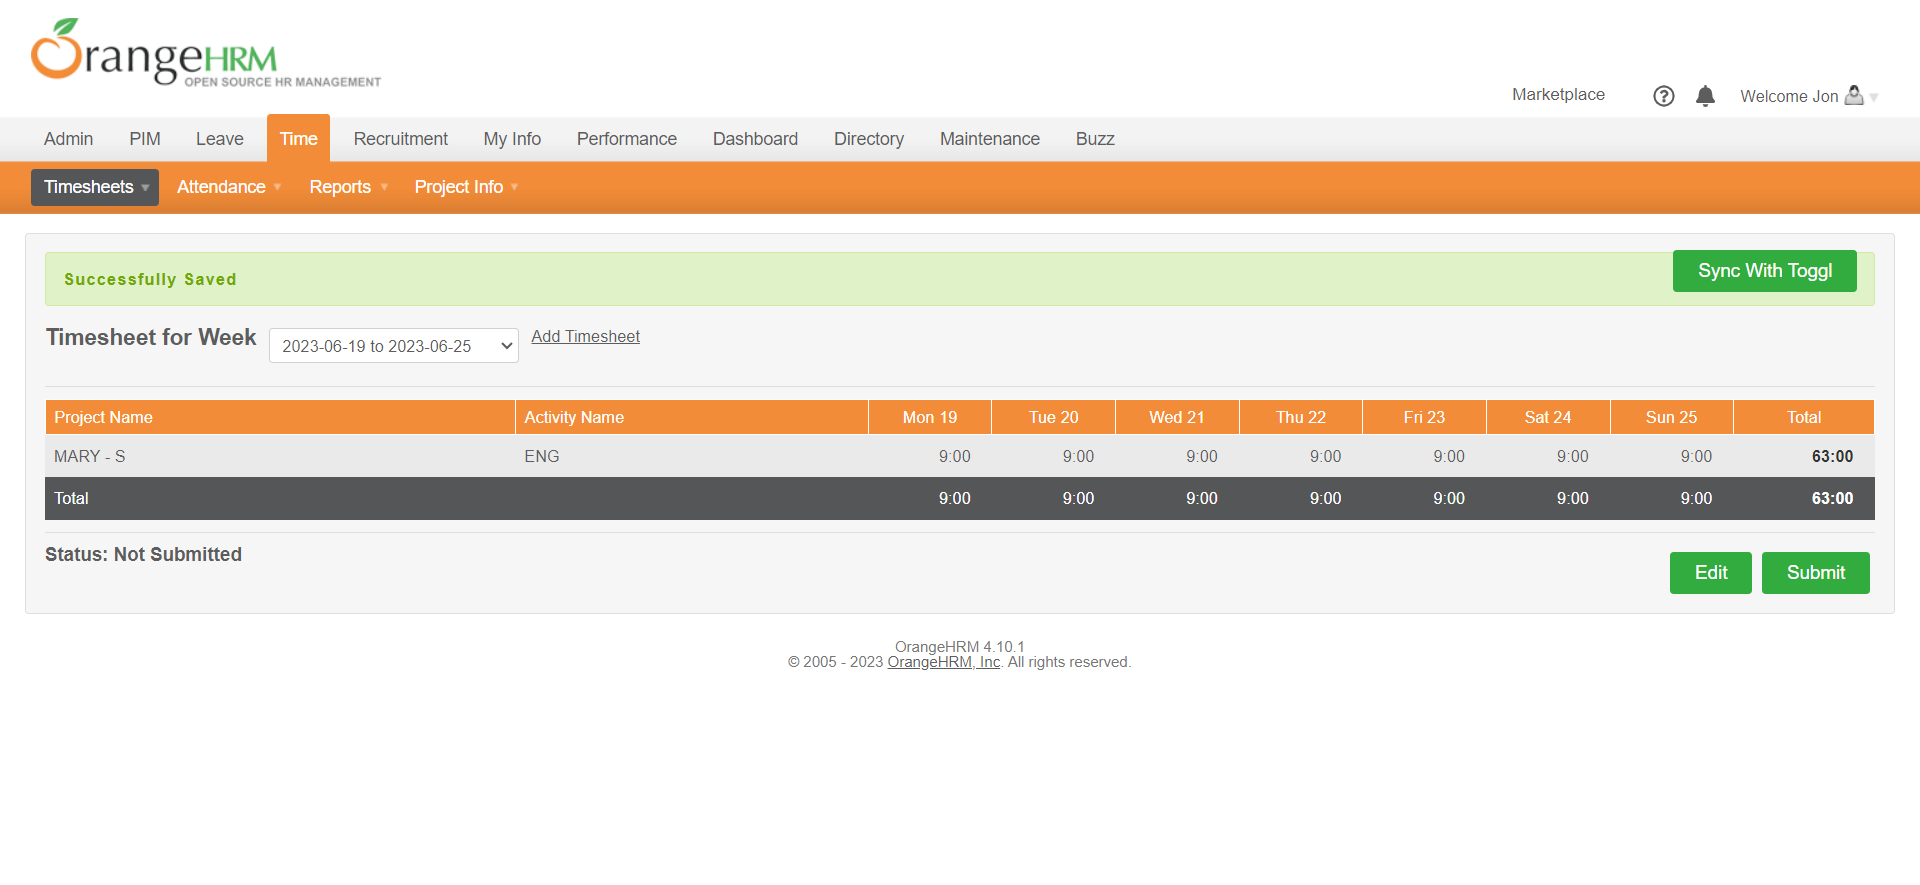 OrangeHRM
OPEN SOURCE HR MANAGEMENT
Marketplace
?
Welcome Jon
Admin PIM Leave Time Recruitment My Info Performance Dashboard Directory Maintenance Buzz
Timesheets Attendance Reports Project Info
Successfully Saved
Sync With Toggl
Timesheet for Week 2023-06-19 to 2023-06-25 Add Timesheet
Project Name Activity Name Mon 19 Tue 20 Wed 21 Thu 22 Fri 23 Sat 24 Sun 25 Total
MARY - S ENG 9:00 9:00 9:00 9:00 9:00 9:00 9:00 63:00
Total 9:00 9:00 9:00 9:00 9:00 9:00 9:00 63:00
Status: Not Submitted
Edit Submit
OrangeHRM 4.10.1
© 2005 - 2023 OrangeHRM, Inc. All rights reserved.